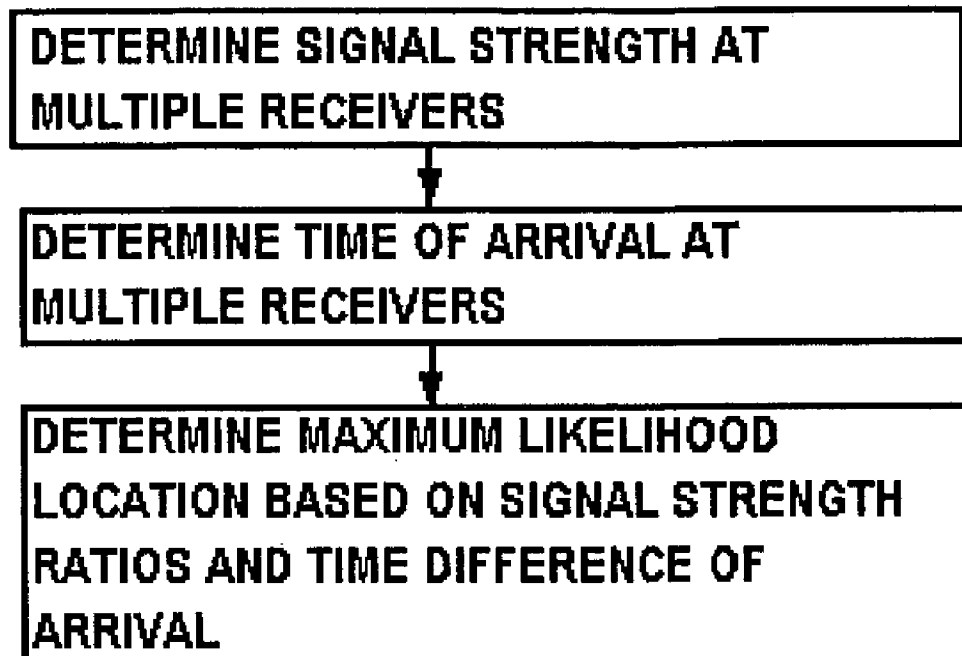 DETERMINE SIGNAL STRENGTH AT
MULTIPLE RECEIVERS
DETERMINE TIME OF ARRIVAL AT
MULTIPLE RECEIVERS
DETERMINE MAXIMUM LIKELIHOOD
LOCATION BASED ON SIGNAL STRENGTH
RATIOS AND TIME DIFFERENCE OF
ARRIVAL